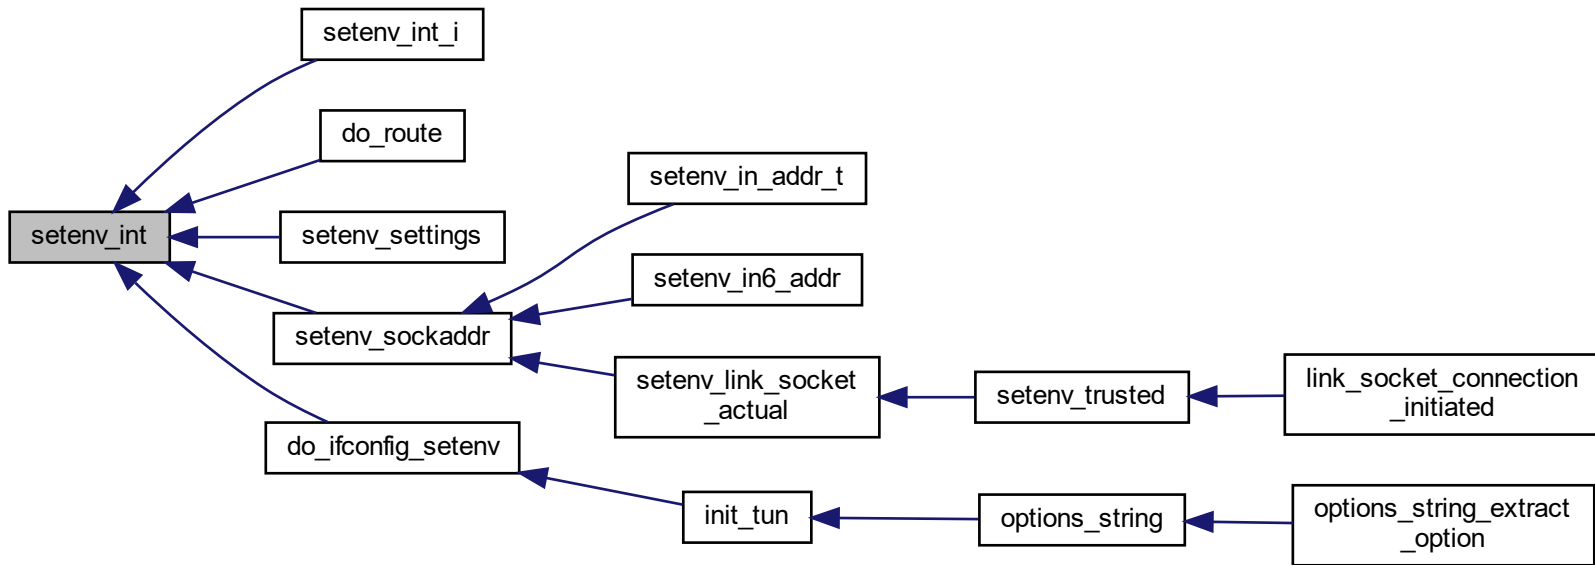 setenv_int_i
do_route
setenv_in_addr_t
setenv_int
setenv_settings
setenv_in6_addr
setenv_sockaddr
setenv_link_socket
_actual
setenv_trusted
link_socket_connection
_initiated
do_ifconfig_setenv
init_tun
options_string
options_string_extract
_option